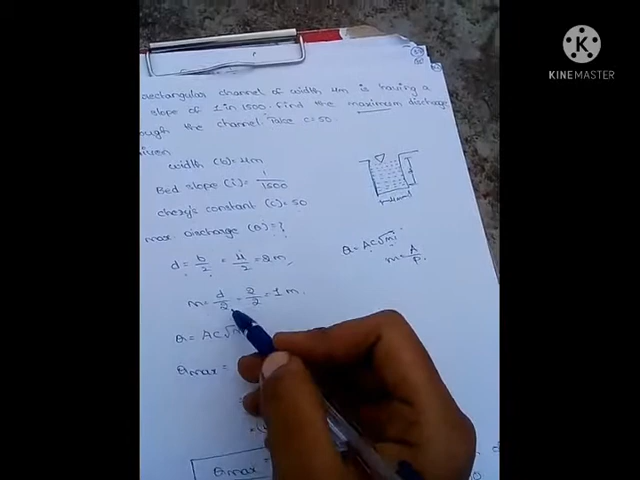 rectangular channel of width 4m is having a
slope of 1 in 1500. Find the maximum discharge
ough the channel. Take c=50.
given
width (b) = 4m
Bed slope (i) = 1/1500
chezy's constant (c) = 50
max Discharge (Q) = ?
d = b/2 = 4/2 = 2m
m = d/2 = 2/2 = 1m.
Q = AC√
Qmax =
Qmax =
Q = AC√mi
m = A/P.
KINEMASTER